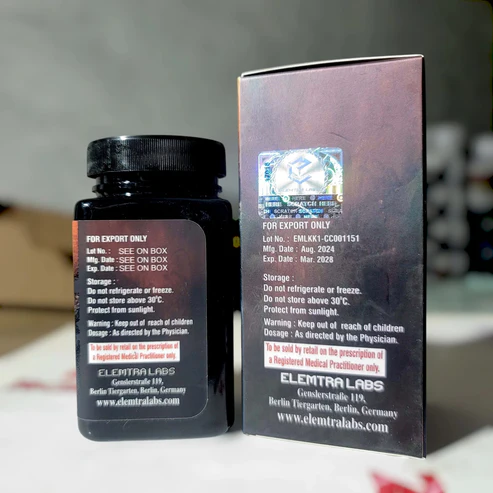 FOR EXPORT ONLY
Lot No. : SEE ON BOX
Mfg. Date : SEE ON BOX
Exp. Date : SEE ON BOX
Storage :
Do not refrigerate or freeze.
Do not store above 30°C.
Protect from sunlight.
Warning : Keep out of reach of children
Dosage : As directed by the Physician.
To be sold by retail on the prescription of
a Registered Medical Practitioner only.
ELEMTRA LABS
Genslerstraße 119,
Berlin Tiergarten, Berlin, Germany
www.elemtralabs.com
HERE SCRATCH HERE
FOR EXPORT ONLY
Lot No. : EMLKK1-CC001151
Mfg. Date : Aug. 2024
Exp. Date : Mar. 2028
Storage :
Do not refrigerate or freeze.
Do not store above 30°C.
Protect from sunlight.
Warning : Keep out of reach of children
Dosage : As directed by the Physician.
To be sold by retail on the prescription of
a Registered Medical Practitioner only.
ELEMTRA LABS
Genslerstraße 119,
Berlin Tiergarten, Berlin, Germany
www.elemtralabs.com